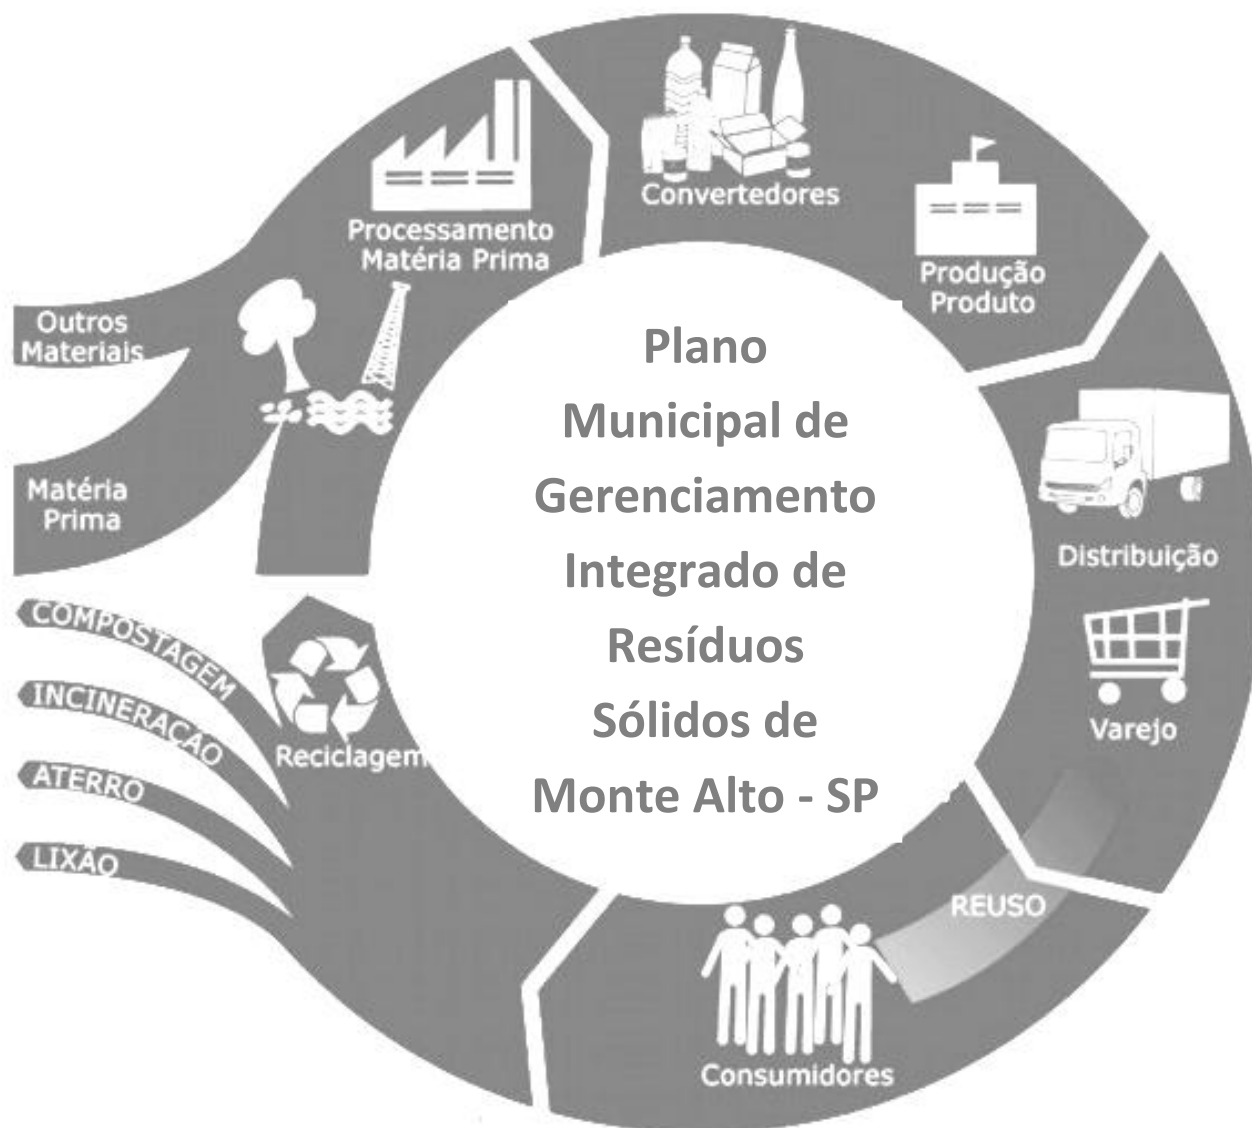 Convertedores
Processamento
Matéria Prima
Produção
Produto
Outros
Materiais
Matéria
Prima
Plano
Municipal de
Gerenciamento
Integrado de
Resíduos
Sólidos de
Monte Alto - SP
Distribuição
Varejo
COMPOSTAGEM
INCINERAÇÃO
ATERRO
LIXÃO
Reciclagem
REUSO
Consumidores